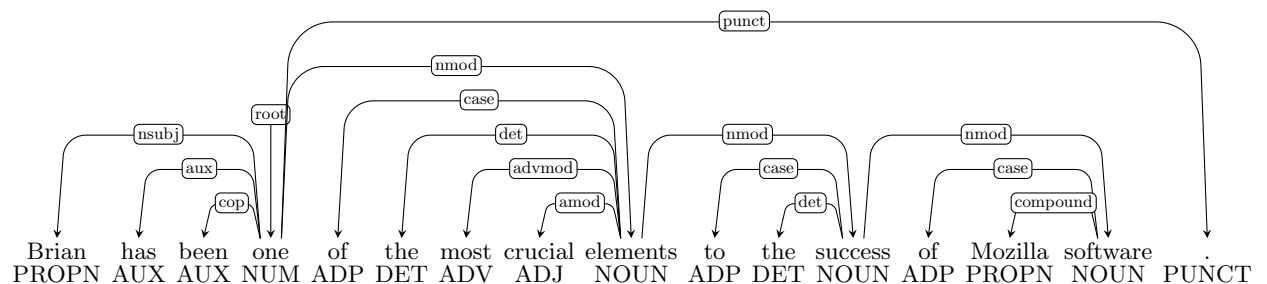 punct
nmod
case
root
nsubj det nmod nmod
aux advmod case case
cop amod det compound
Brian has been one of the most crucial elements to the success of Mozilla software .
PROPN AUX AUX NUM ADP DET ADV ADJ NOUN ADP DET NOUN ADP PROPN NOUN PUNCT